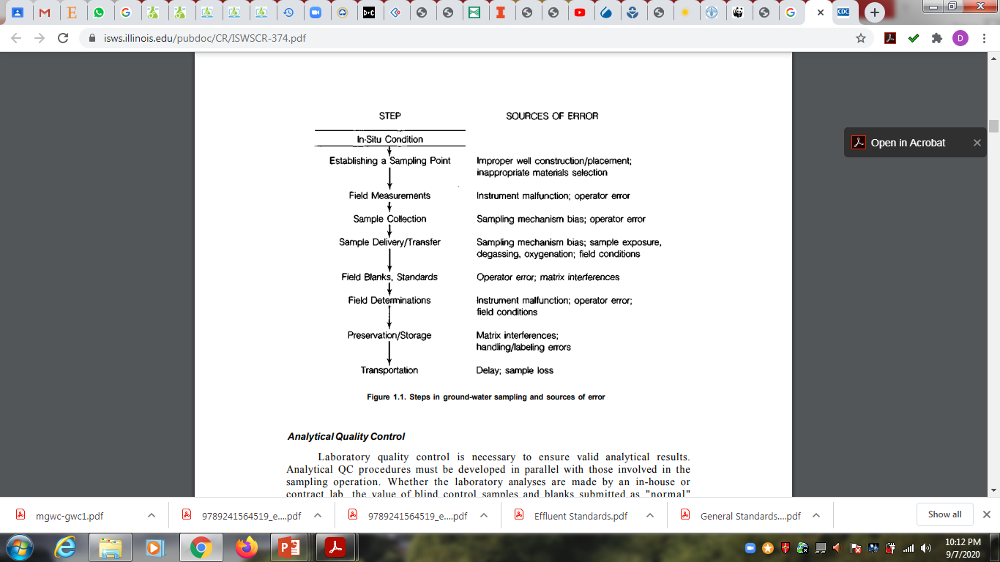 D+C
CDC
isws.illinois.edu/pubdoc/CR/ISWSCR-374.pdf
D
Open in Acrobat
STEP SOURCES OF ERROR
In-Situ Condition
Establishing a Sampling Point Improper well construction/placement;
inappropriate materials selection
Field Measurements Instrument malfunction; operator error
Sample Collection Sampling mechanism bias; operator error
Sample Delivery/Transfer Sampling mechanism bias; sample exposure,
degassing, oxygenation; field conditions
Field Blanks, Standards Operator error; matrix interferences
Field Determinations Instrument malfunction; operator error;
field conditions
Preservation/Storage Matrix interferences;
handling/labeling errors
Transportation Delay; sample loss
Figure 1.1. Steps in ground-water sampling and sources of error
Analytical Quality Control
Laboratory quality control is necessary to ensure valid analytical results.
Analytical QC procedures must be developed in parallel with those involved in the
sampling operation. Whether the laboratory analyses are made by an in-house or
contract lab, the value of blind control samples and blanks submitted as "normal"
mgwc-gwc1.pdf 9789241564519_e....pdf 9789241564519_e....pdf Effluent Standards.pdf General Standards....pdf Show all
10:12 PM
9/7/2020